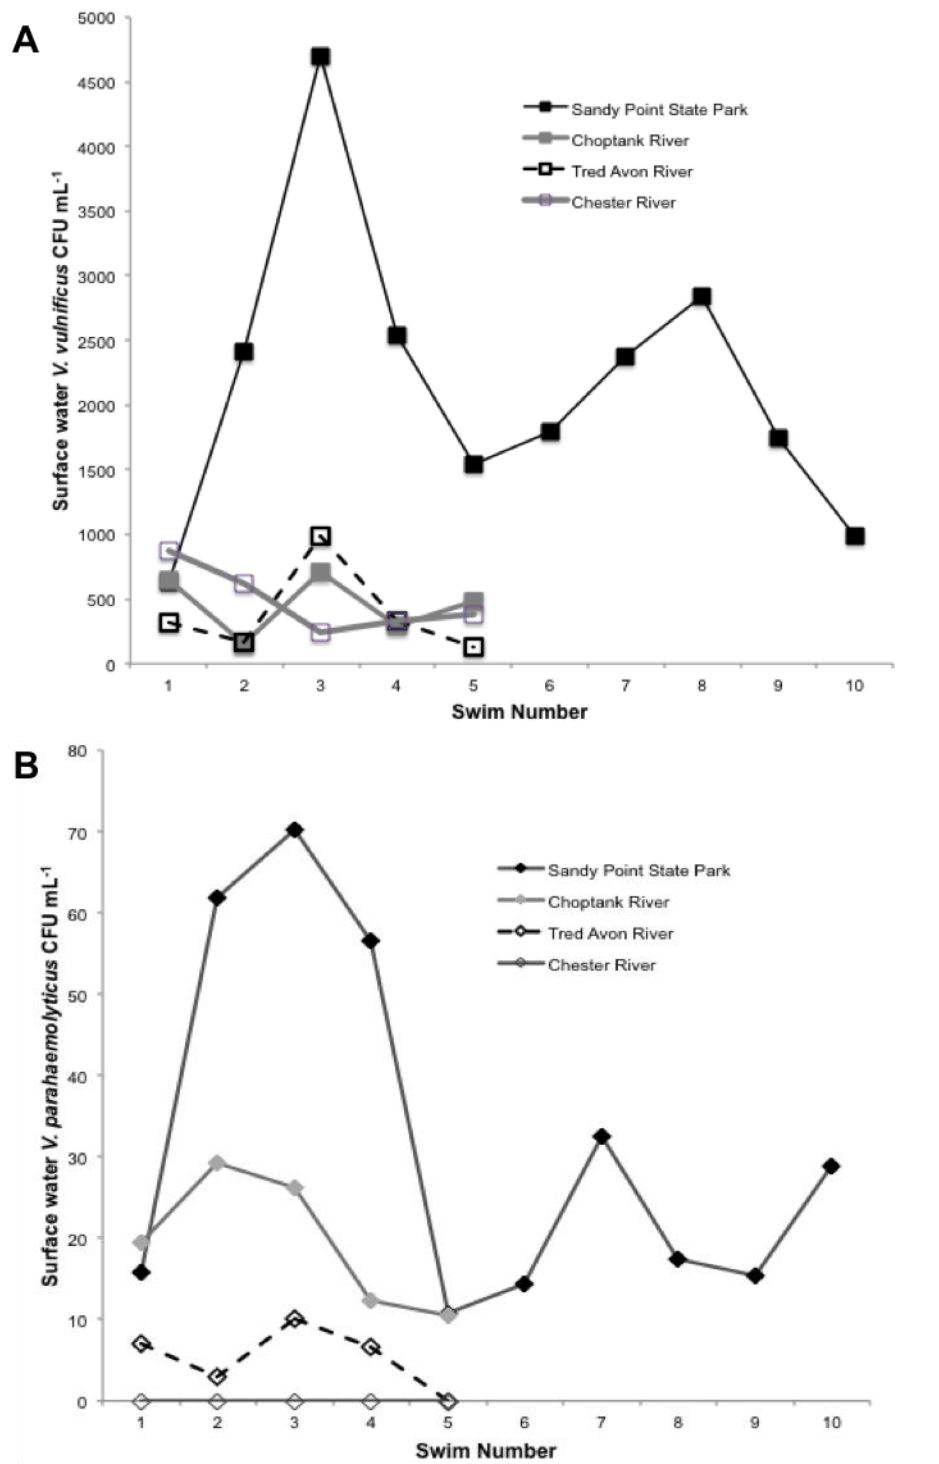 A
5000
4500
4000
3500
3000
2500
2000
1500
1000
500
0
Surface water V. vulnificus CFU mL-1
Sandy Point State Park
Choptank River
Tred Avon River
Chester River
1 2 3 4 5 6 7 8 9 10
Swim Number
B
80
70
60
50
40
30
20
10
0
Surface water V. parahaemolyticus CFU mL-1
Sandy Point State Park
Choptank River
Tred Avon River
Chester River
1 2 3 4 5 6 7 8 9 10
Swim Number